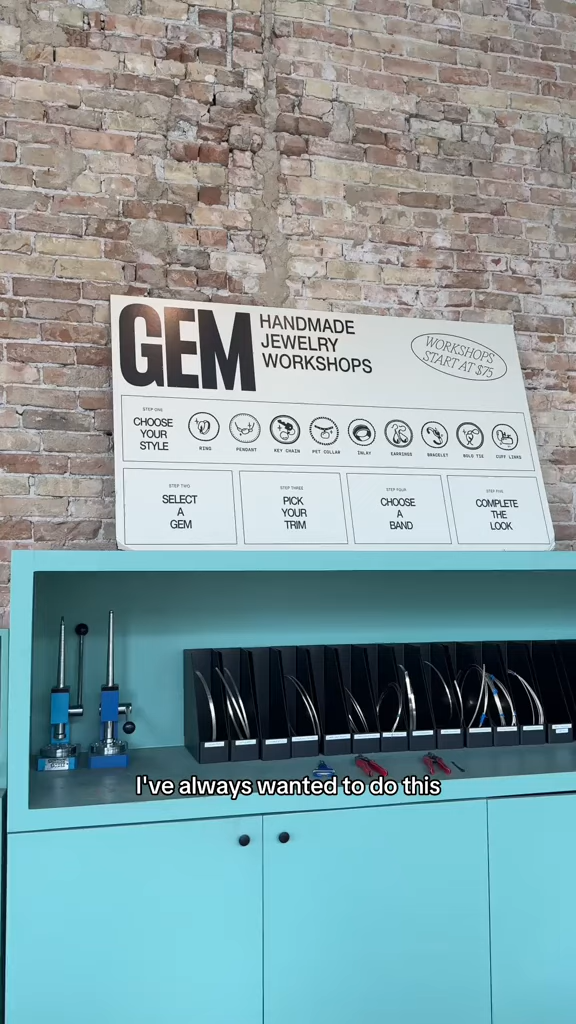 GEM
HANDMADE
JEWELRY
WORKSHOPS
WORKSHOPS
START AT $75
STEP ONE
CHOOSE
YOUR
STYLE
RING
PENDANT
KEY CHAIN
PET COLLAR
INLAY
EARRINGS
BRACELET
BOLO TIE
CUFF LINKS
STEP TWO
SELECT
A
GEM
STEP THREE
PICK
YOUR
TRIM
STEP FOUR
CHOOSE
A
BAND
STEP FIVE
COMPLETE
THE
LOOK
I've always wanted to do this